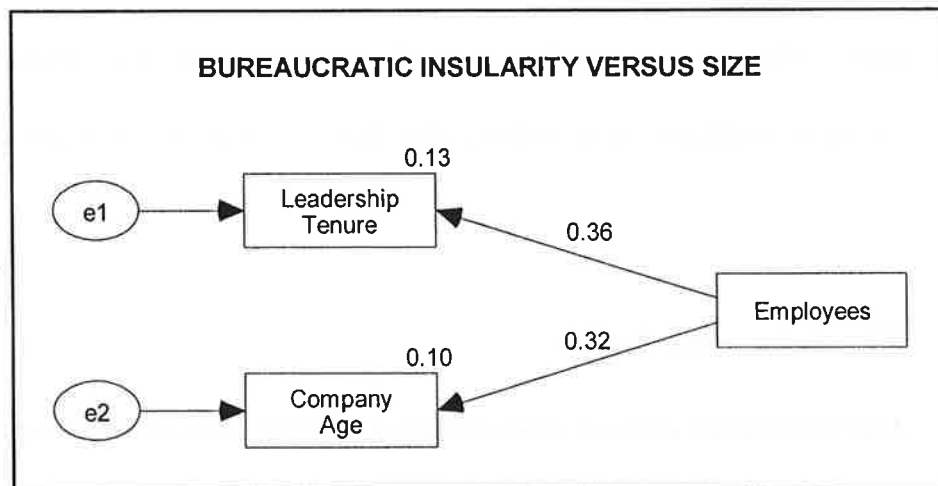 BUREAUCRATIC INSULARITY VERSUS SIZE
0.13
Leadership
Tenure
e1
0.36
Employees
0.32
0.10
Company
Age
e2